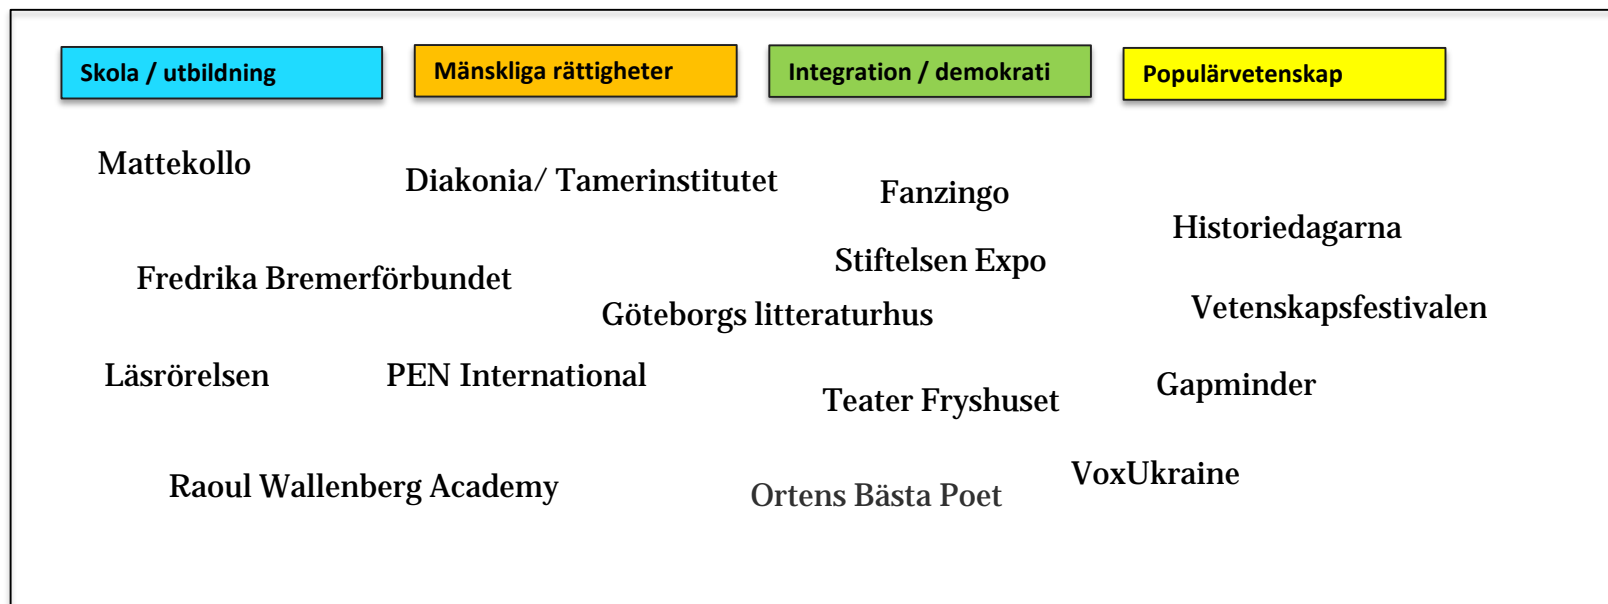 Skola / utbildning
Mänskliga rättigheter
Integration / demokrati
Populärvetenskap
Mattekollo
Diakonia/ Tamerinstitutet
Fanzingo
Historiedagarna
Stiftelsen Expo
Fredrika Bremerförbundet
Göteborgs litteraturhus
Vetenskapsfestivalen
Läsrörelsen
PEN International
Gapminder
Teater Fryshuset
VoxUkraine
Raoul Wallenberg Academy
Ortens Bästa Poet